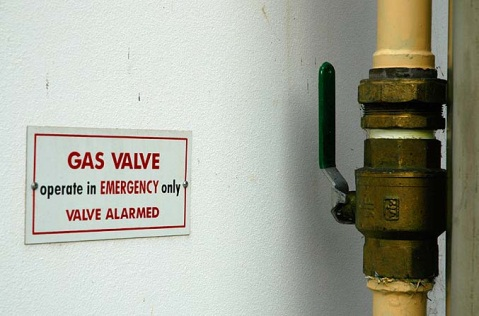 GAS VALVE
operate in EMERGENCY only
VALVE ALARMED